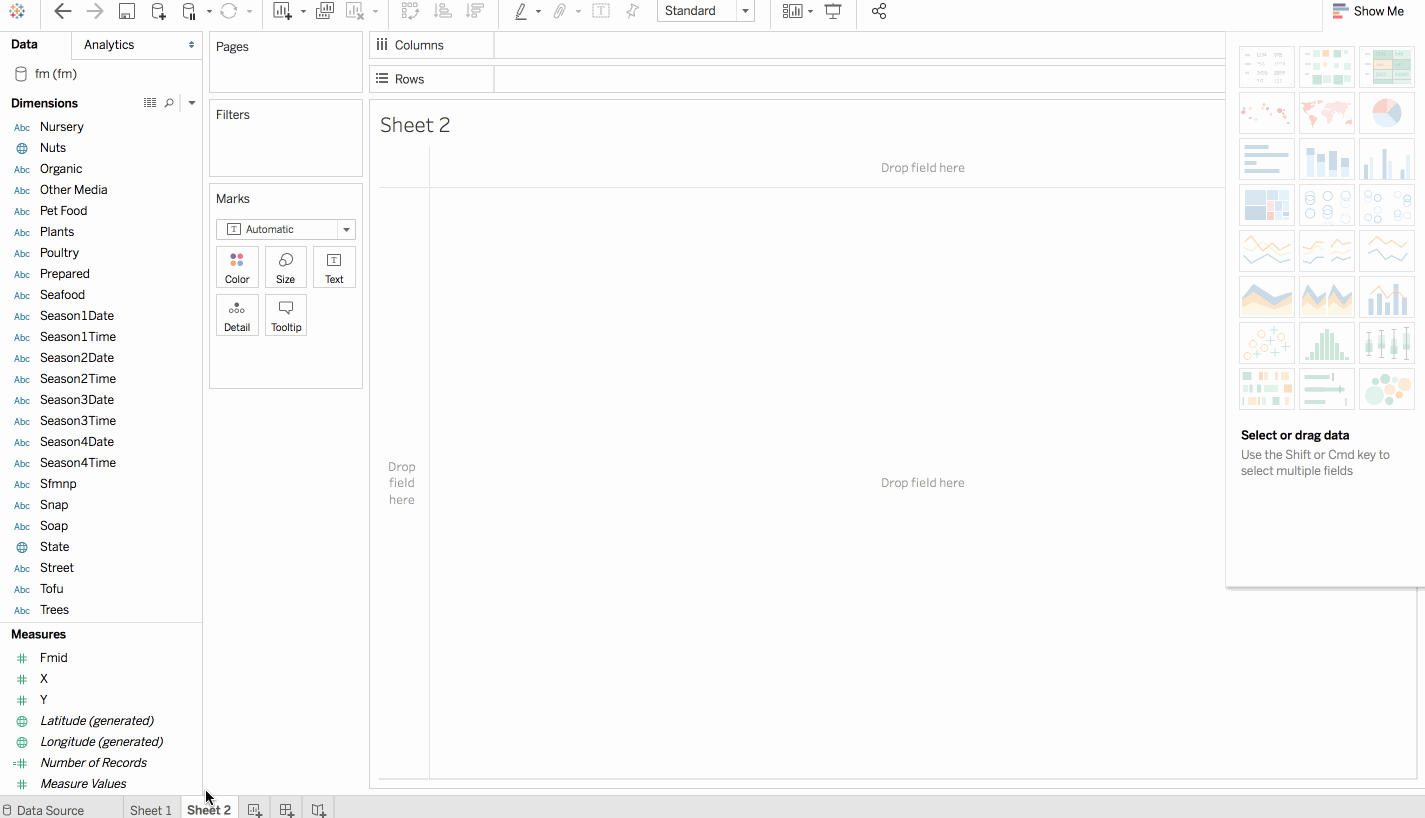 Standard
Show Me
Data
Analytics
fm (fm)
Dimensions
Abc Nursery
Nuts
Abc Organic
Abc Other Media
Abc Pet Food
Abc Plants
Abc Poultry
Abc Prepared
Abc Seafood
Abc Season1Date
Abc Season1Time
Abc Season2Date
Abc Season2Time
Abc Season3Date
Abc Season3Time
Abc Season4Date
Abc Season4Time
Abc Sfmnp
Abc Snap
Abc Soap
State
Abc Street
Abc Tofu
Abc Trees
Measures
# Fmid
# X
# Y
Latitude (generated)
Longitude (generated)
=# Number of Records
# Measure Values
Pages
Filters
Marks
T Automatic
Color
Size
Text
Detail
Tooltip
Columns
Rows
Sheet 2
Drop field here
Drop
field
here
Drop field here
Select or drag data
Use the Shift or Cmd key to
select multiple fields
Data Source
Sheet 1
Sheet 2